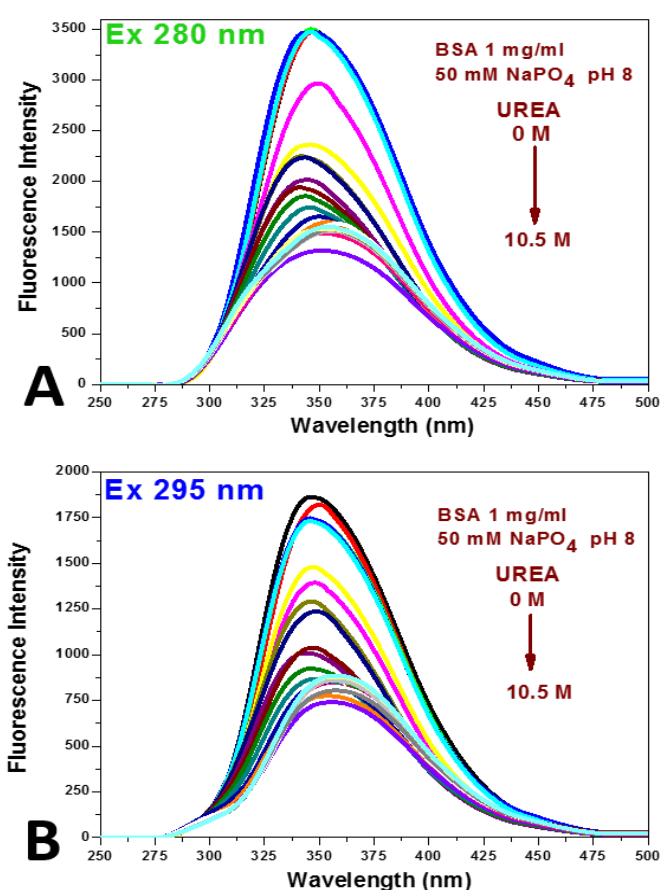 Ex 280 nm
BSA 1 mg/ml
50 mM NaPO4 pH 8
UREA
0 M
10.5 M
3500
3000
2500
2000
1500
1000
500
0
Fluorescence Intensity
A
250 275 300 325 350 375 400 425 450 475 500
Wavelength (nm)
Ex 295 nm
BSA 1 mg/ml
50 mM NaPO4 pH 8
UREA
0 M
10.5 M
2000
1750
1500
1250
1000
750
500
250
0
Fluorescence Intensity
B
250 275 300 325 350 375 400 425 450 475 500
Wavelength (nm)